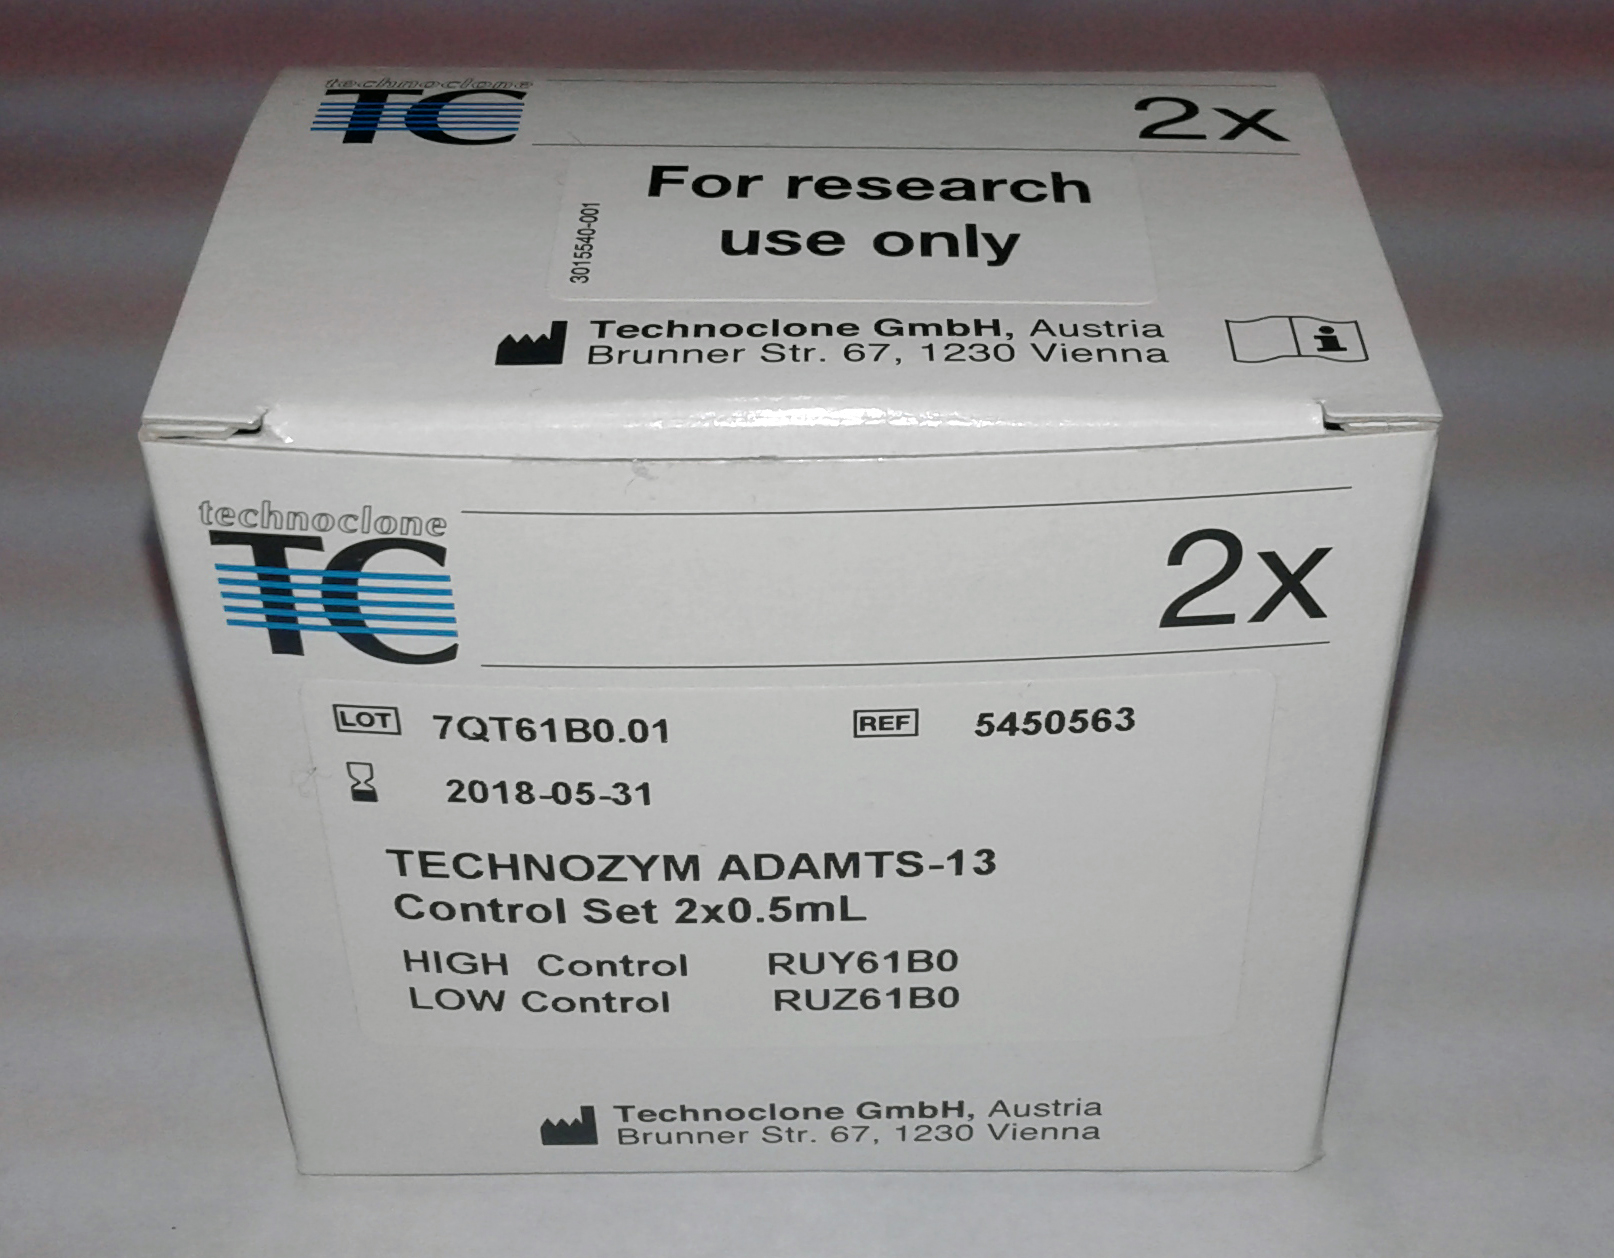 technoclone
TC
2x
For research
use only
3015540-001
Technoclone GmbH, Austria
Brunner Str. 67, 1230 Vienna
i
technoclone
TC
2x
LOT 7QT61B0.01 REF 5450563
2018-05-31
TECHNOZYM ADAMTS-13
Control Set 2x0.5mL
HIGH Control RUY61B0
LOW Control RUZ61B0
Technoclone GmbH, Austria
Brunner Str. 67, 1230 Vienna